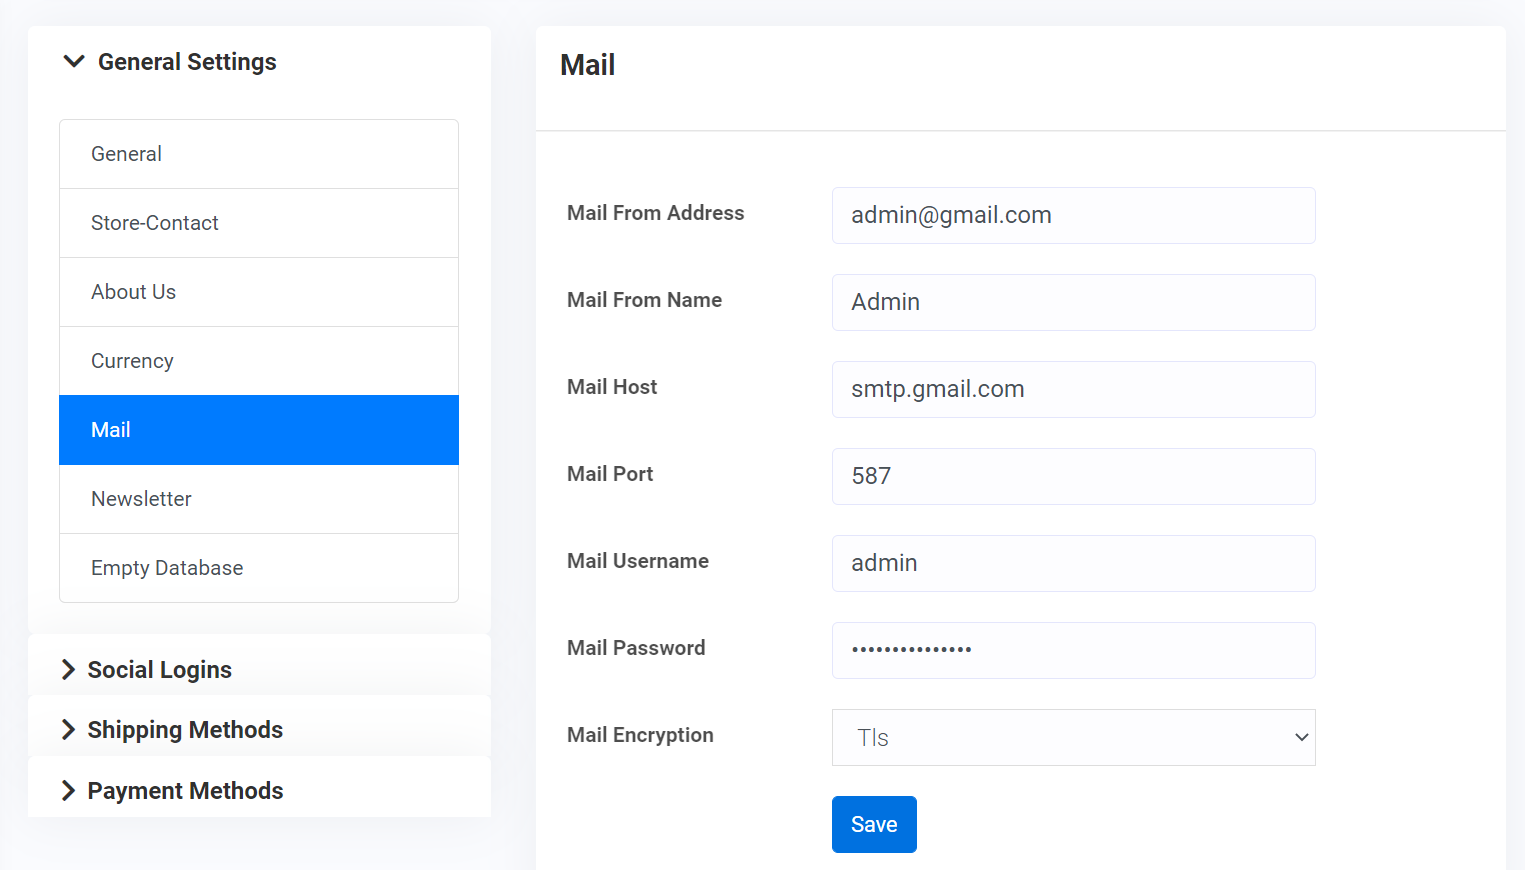 General Settings
General
Store-Contact
About Us
Currency
Mail
Newsletter
Empty Database
Social Logins
Shipping Methods
Payment Methods
Mail
Mail From Address
admin@gmail.com
Mail From Name
Admin
Mail Host
smtp.gmail.com
Mail Port
587
Mail Username
admin
Mail Password
•••••••••••••••
Mail Encryption
Tls
Save